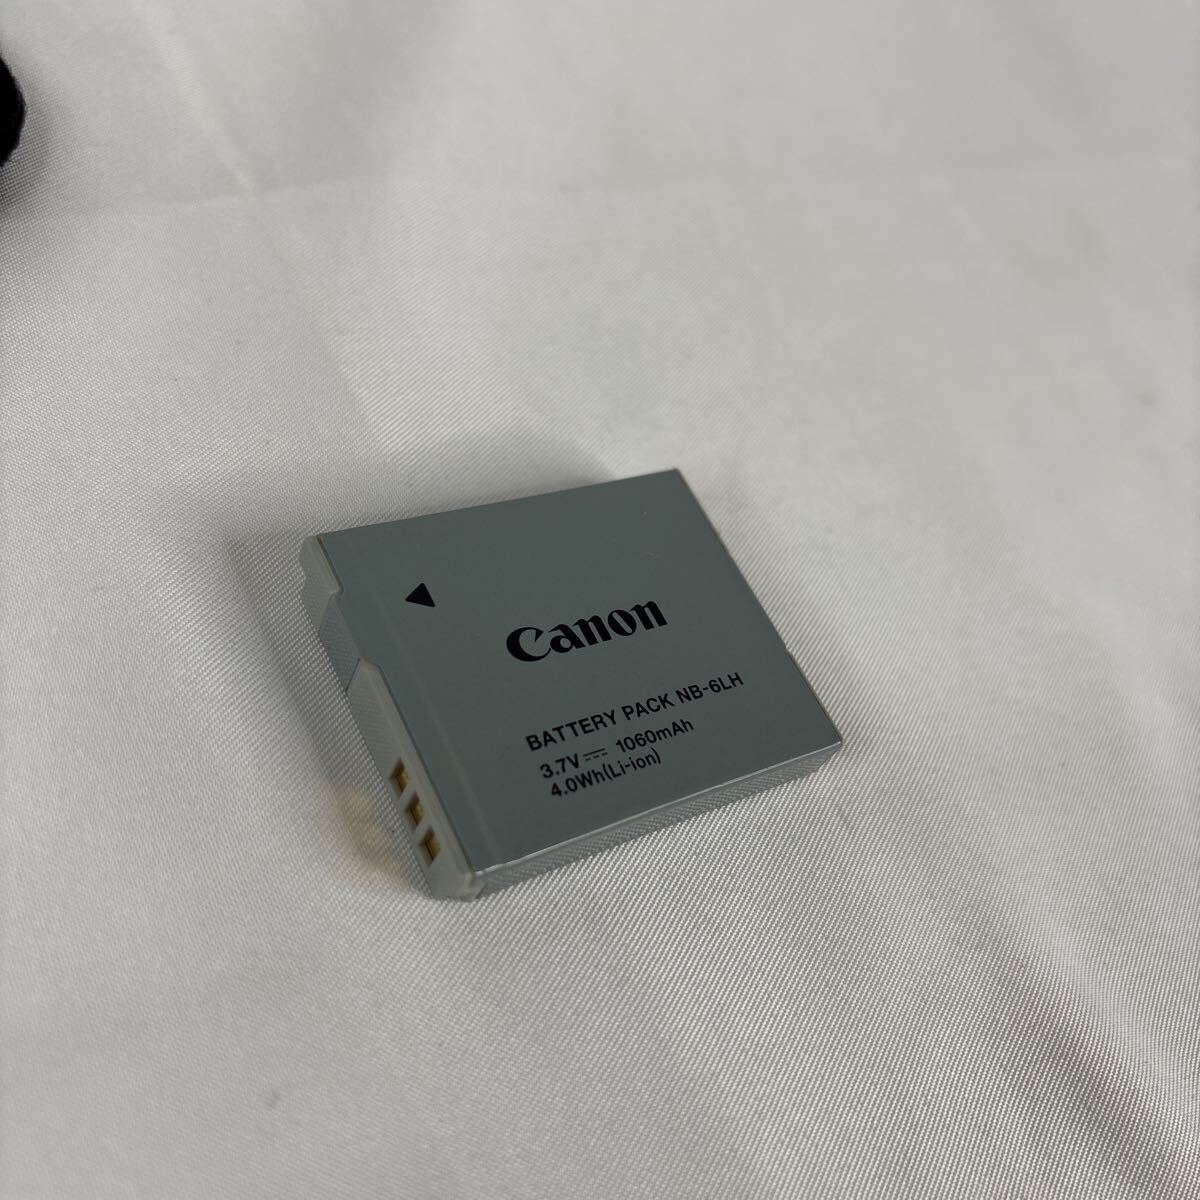 Canon
BATTERY PACK NB-6LH
3.7V⎓ 1060mAh
4.0Wh(Li-ion)